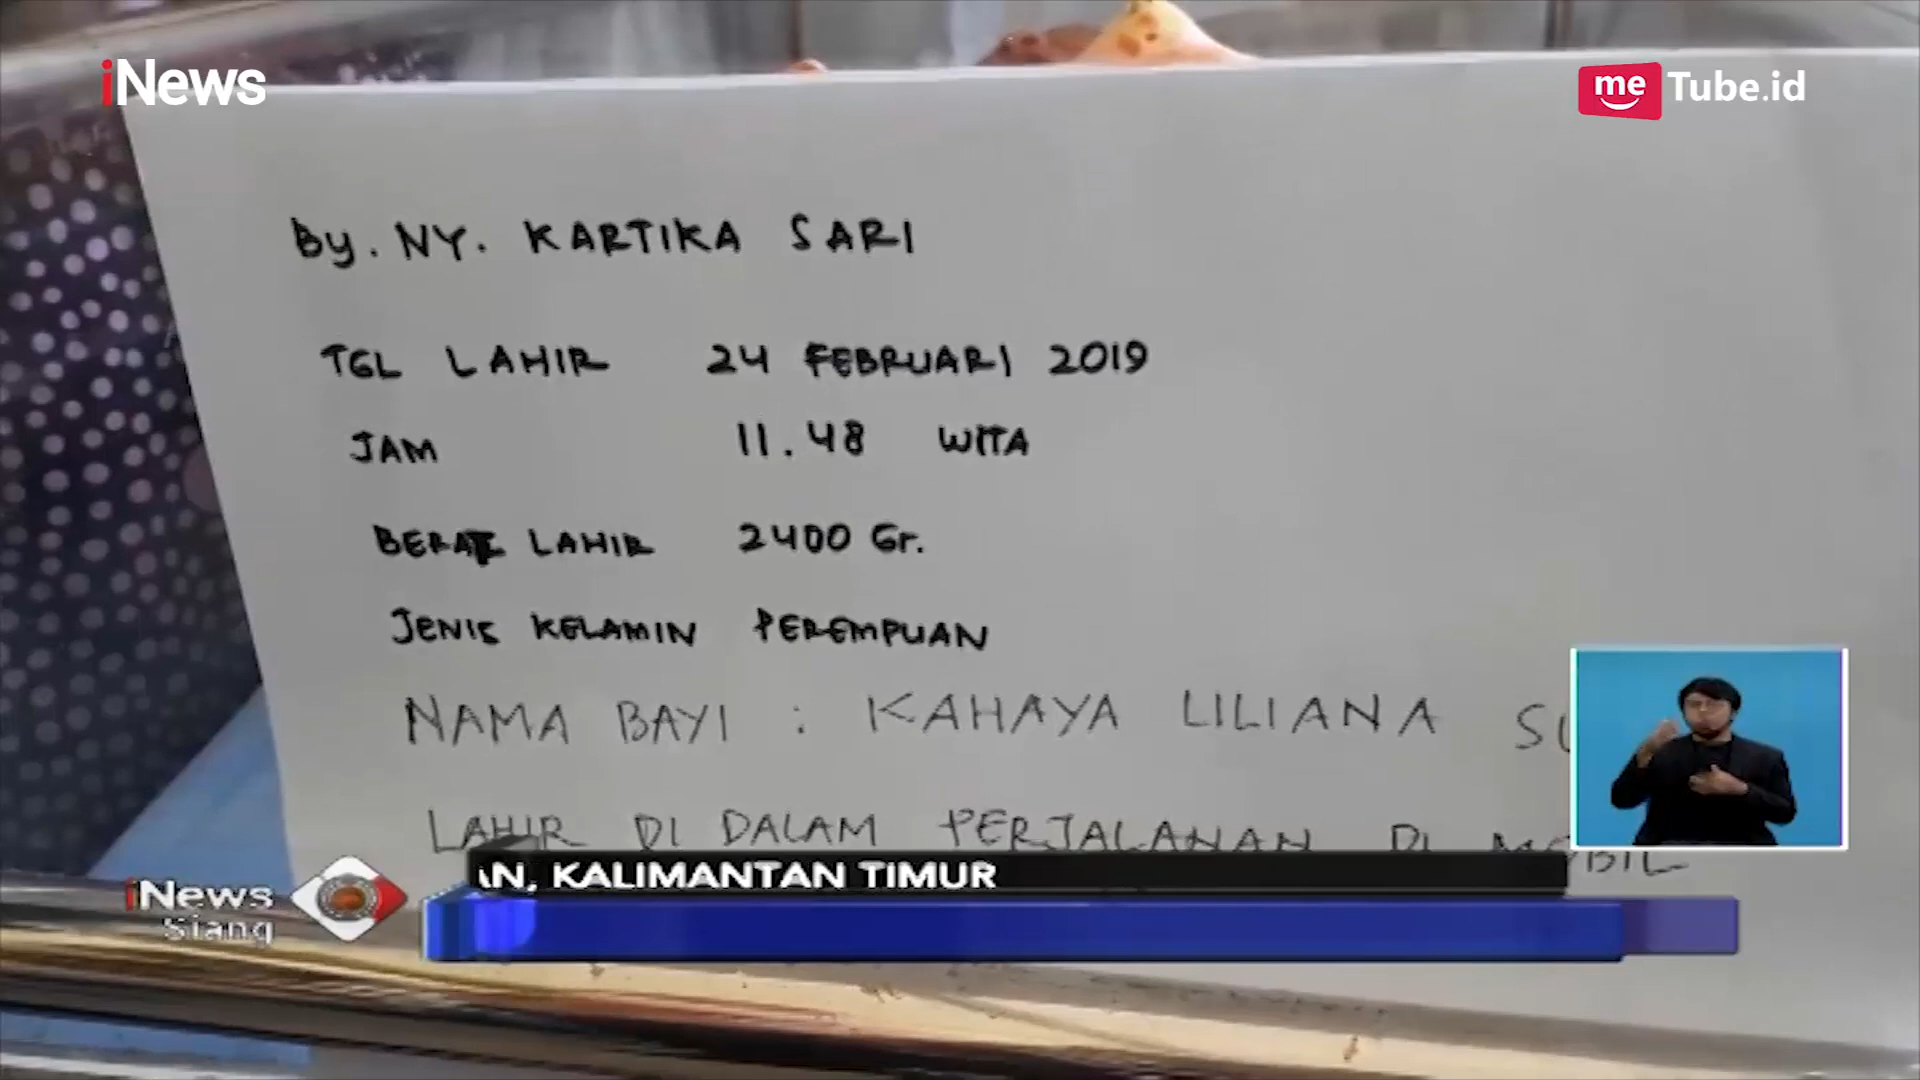 iNews
me Tube.id
By. NY. KARTIKA SARI
TGL LAHIR 24 FEBRUARI 2019
JAM 11.48 WITA
BERAT LAHIR 2400 Gr.
JENIS KELAMIN PEREMPUAN
NAMA BAYI : KAHAYA LILIANA
LAHIR DI DALAM PERJALANAN DI MOBIL
KALIMANTAN TIMUR
iNews
Siang